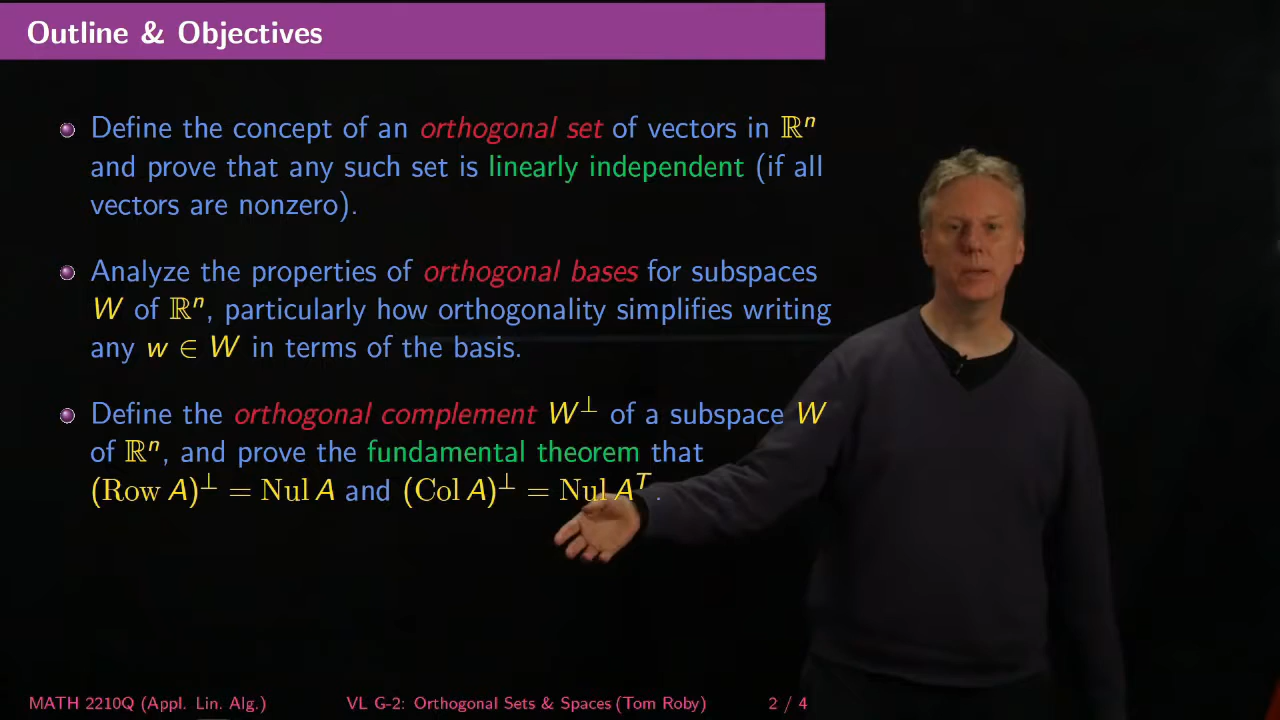 Outline & Objectives
Define the concept of an orthogonal set of vectors in ℝⁿ
and prove that any such set is linearly independent (if all
vectors are nonzero).
Analyze the properties of orthogonal bases for subspaces
W of ℝⁿ, particularly how orthogonality simplifies writing
any w ∈ W in terms of the basis.
Define the orthogonal complement W⊥ of a subspace W
of ℝⁿ, and prove the fundamental theorem that
(Row A)⊥ = Nul A and (Col A)⊥ = Nul Aᵀ.
MATH 2210Q (Appl. Lin. Alg.) VL G-2: Orthogonal Sets & Spaces (Tom Roby) 2 / 4